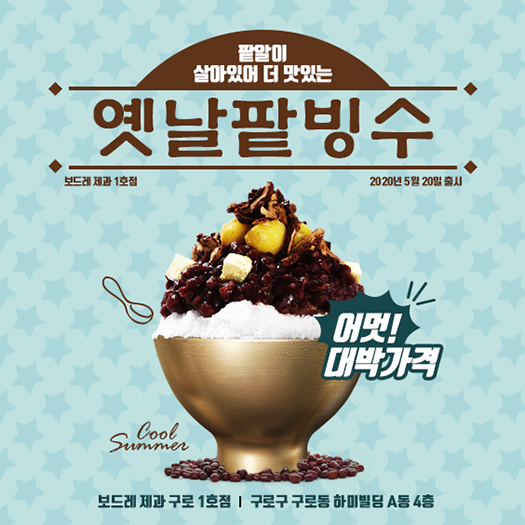 팥알이
살아있어 더 맛있는
옛날팥빙수
보드레 제과 1호점
2020년 5월 20일 출시
어멋!
대박가격
Cool
Summer
보드레 제과 구로 1호점 | 구로구 구로동 하미빌딩 A동 4층